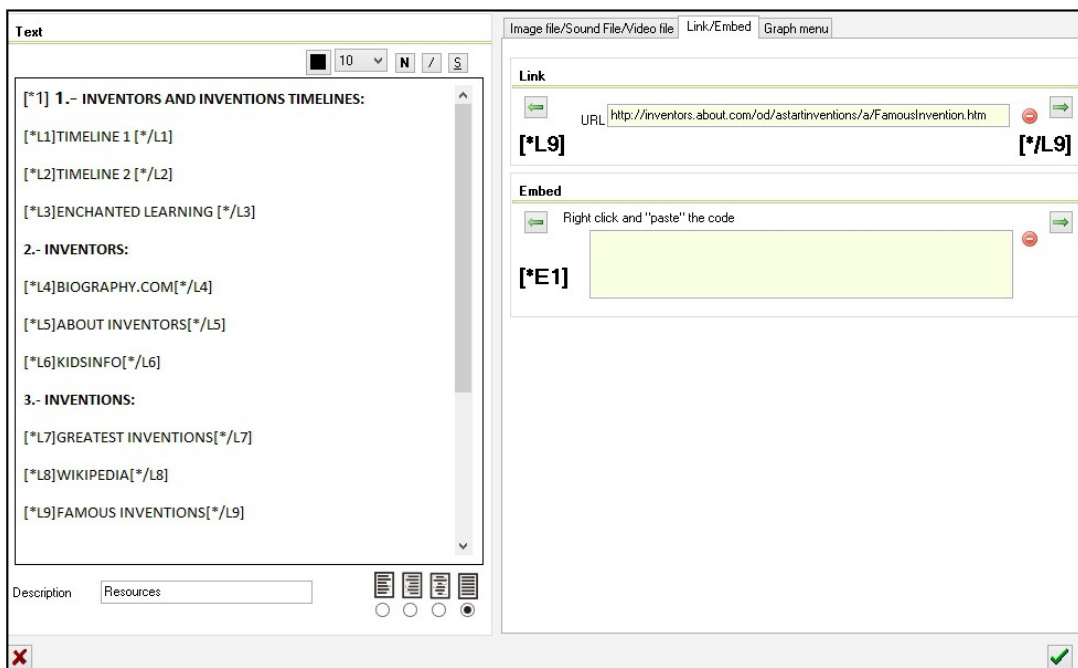 Text
10 N / S
[*1] 1.- INVENTORS AND INVENTIONS TIMELINES:
[*L1]TIMELINE 1 [*/L1]
[*L2]TIMELINE 2 [*/L2]
[*L3]ENCHANTED LEARNING [*/L3]
2.- INVENTORS:
[*L4]BIOGRAPHY.COM[*/L4]
[*L5]ABOUT INVENTORS[*/L5]
[*L6]KIDSINFO[*/L6]
3.- INVENTIONS:
[*L7]GREATEST INVENTIONS[*/L7]
[*L8]WIKIPEDIA[*/L8]
[*L9]FAMOUS INVENTIONS[*/L9]
Description Resources
Image file/Sound File/Video file Link/Embed Graph menu
Link
URL http://inventors.about.com/od/astartinventions/a/FamousInvention.htm
[*L9] [*/L9]
Embed
Right click and "paste" the code
[*E1]